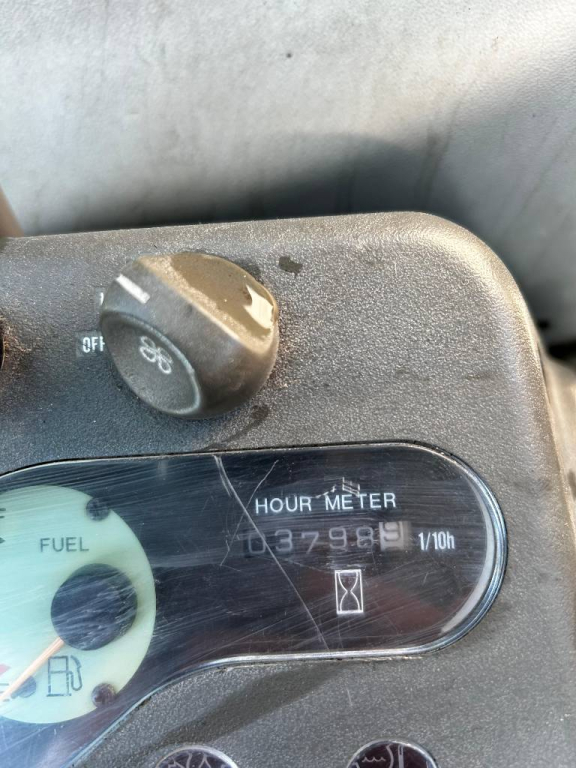 OFF
HOUR METER
037989 1/10h
FUEL
E